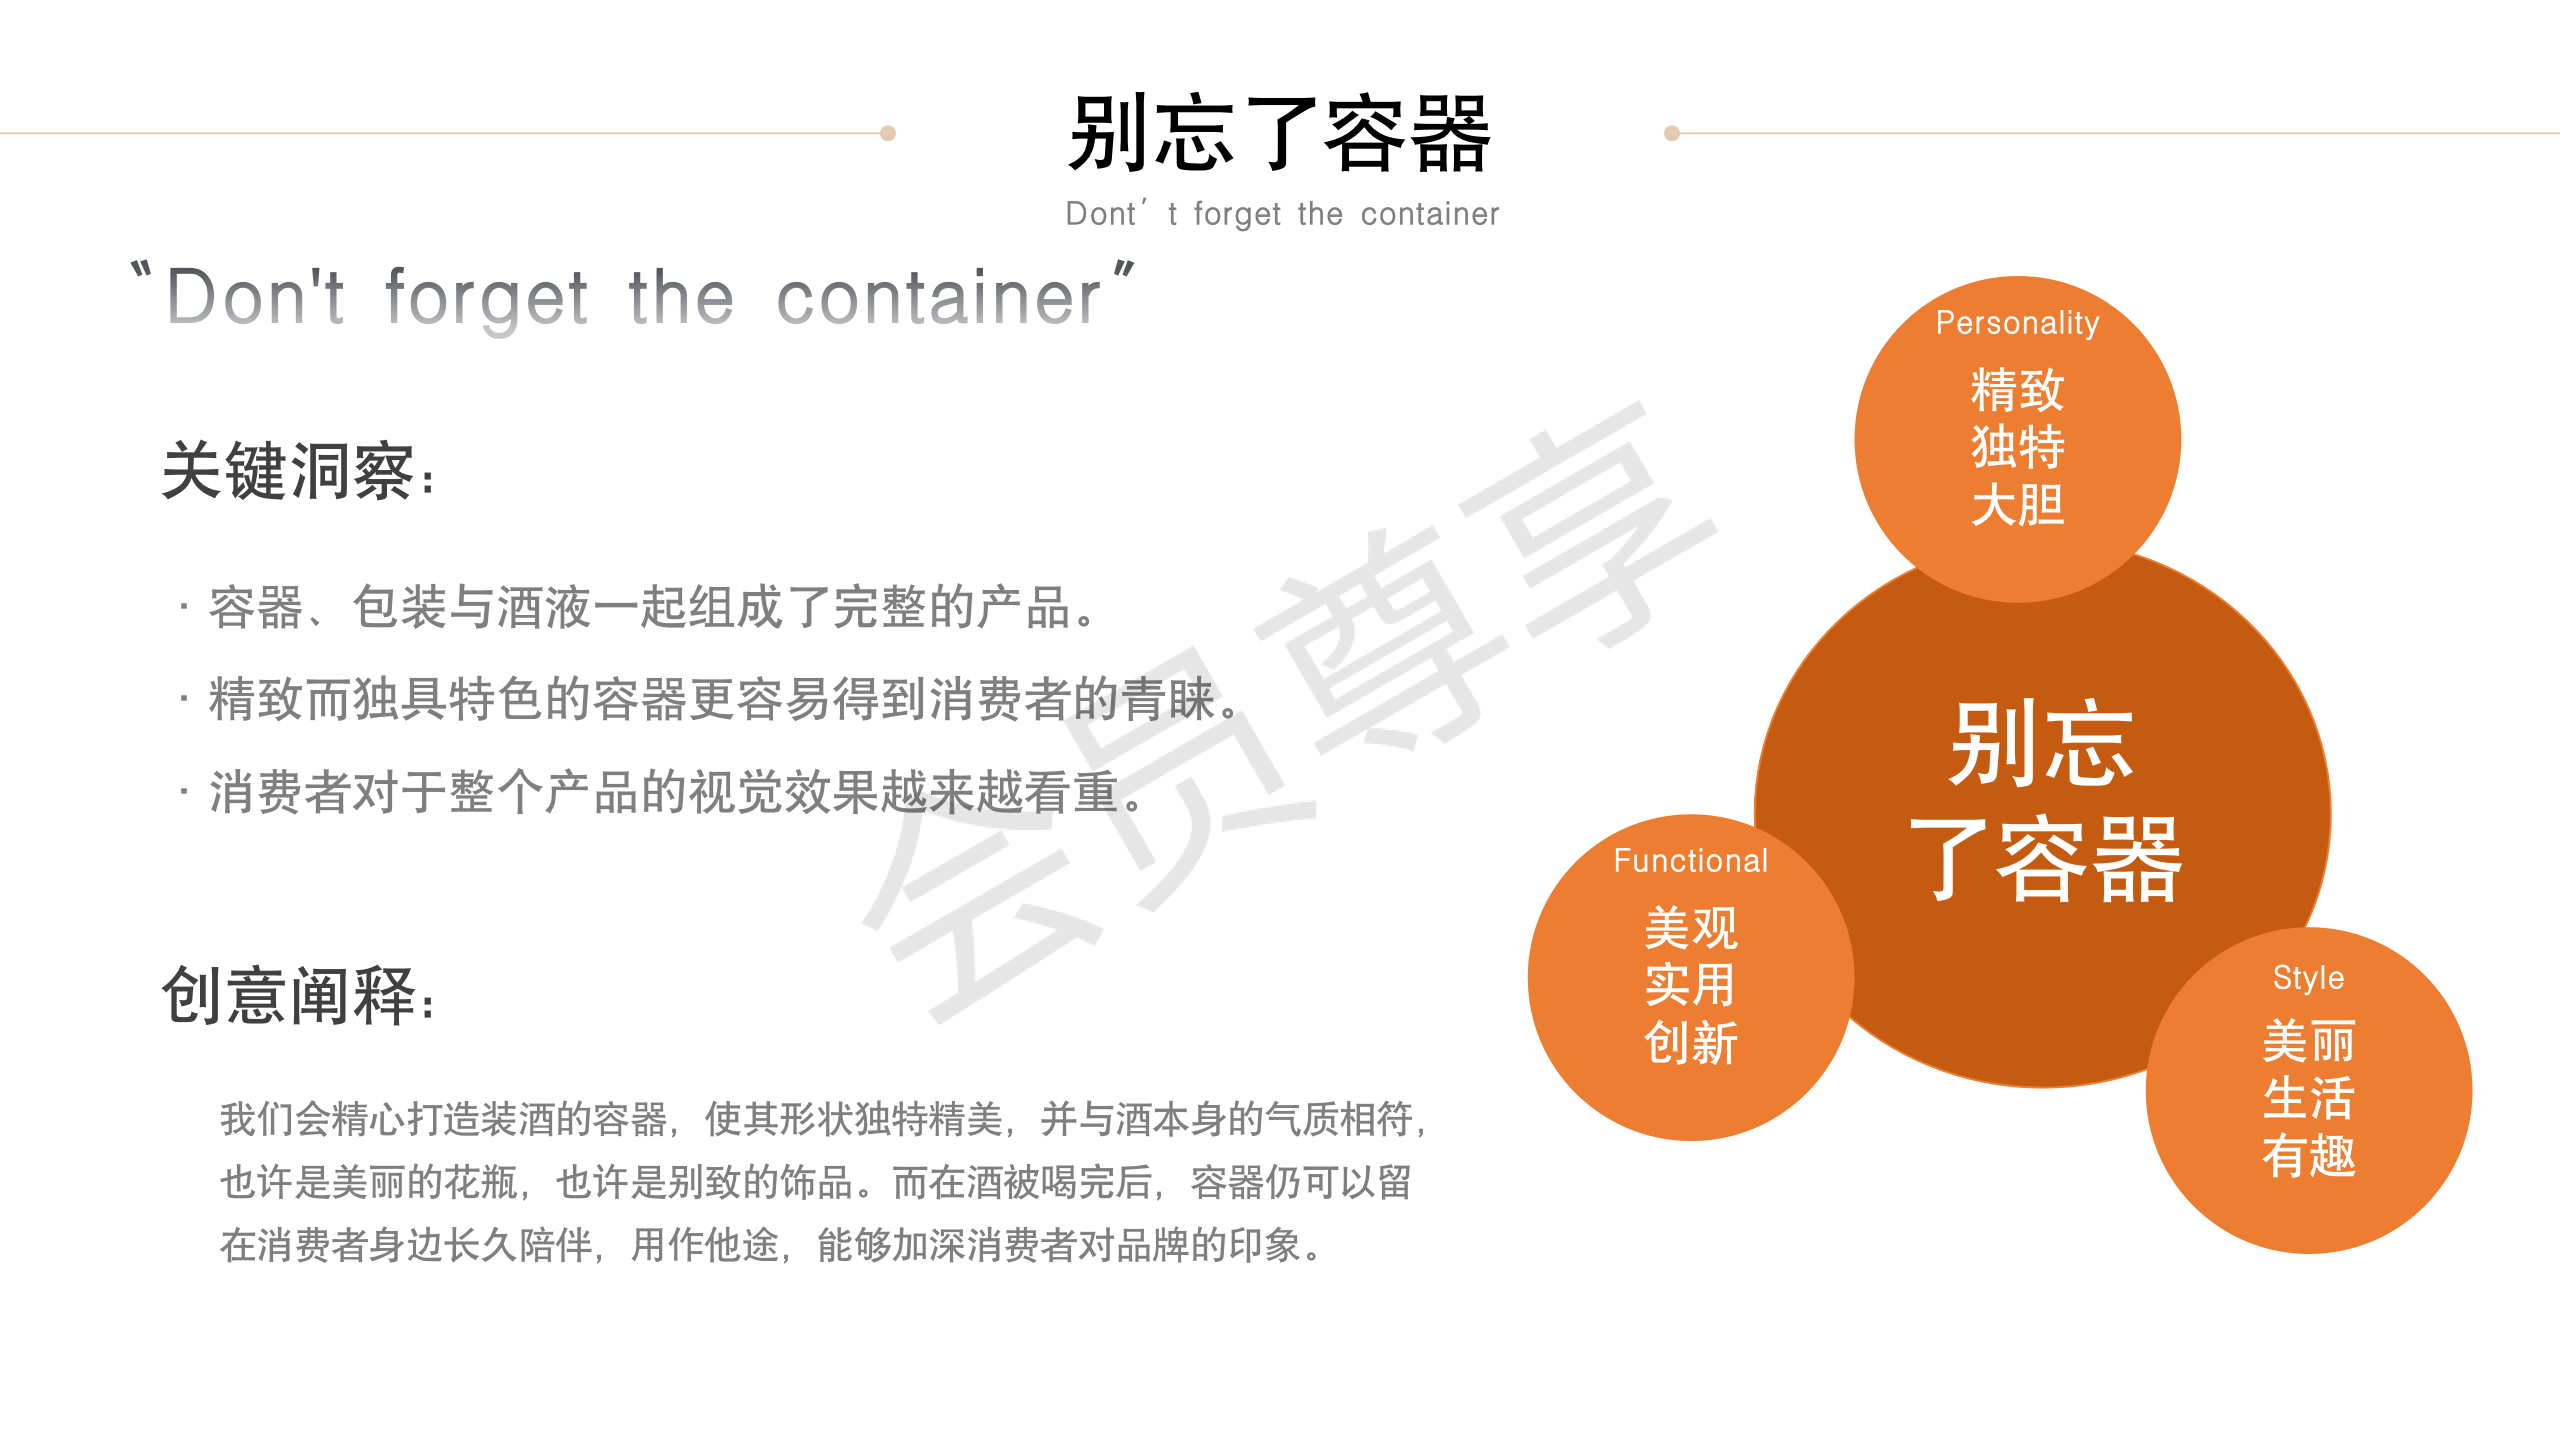 别忘了容器
Dont’t forget the container
“Don't forget the container”
关键洞察：
· 容器、包装与酒液一起组成了完整的产品。
· 精致而独具特色的容器更容易得到消费者的青睐。
· 消费者对于整个产品的视觉效果越来越看重。
创意阐释：
我们会精心打造装酒的容器，使其形状独特精美，并与酒本身的气质相符，
也许是美丽的花瓶，也许是别致的饰品。而在酒被喝完后，容器仍可以留
在消费者身边长久陪伴，用作他途，能够加深消费者对品牌的印象。
Personality
精致
独特
大胆
别忘
了容器
Functional
美观
实用
创新
Style
美丽
生活
有趣
会员尊享